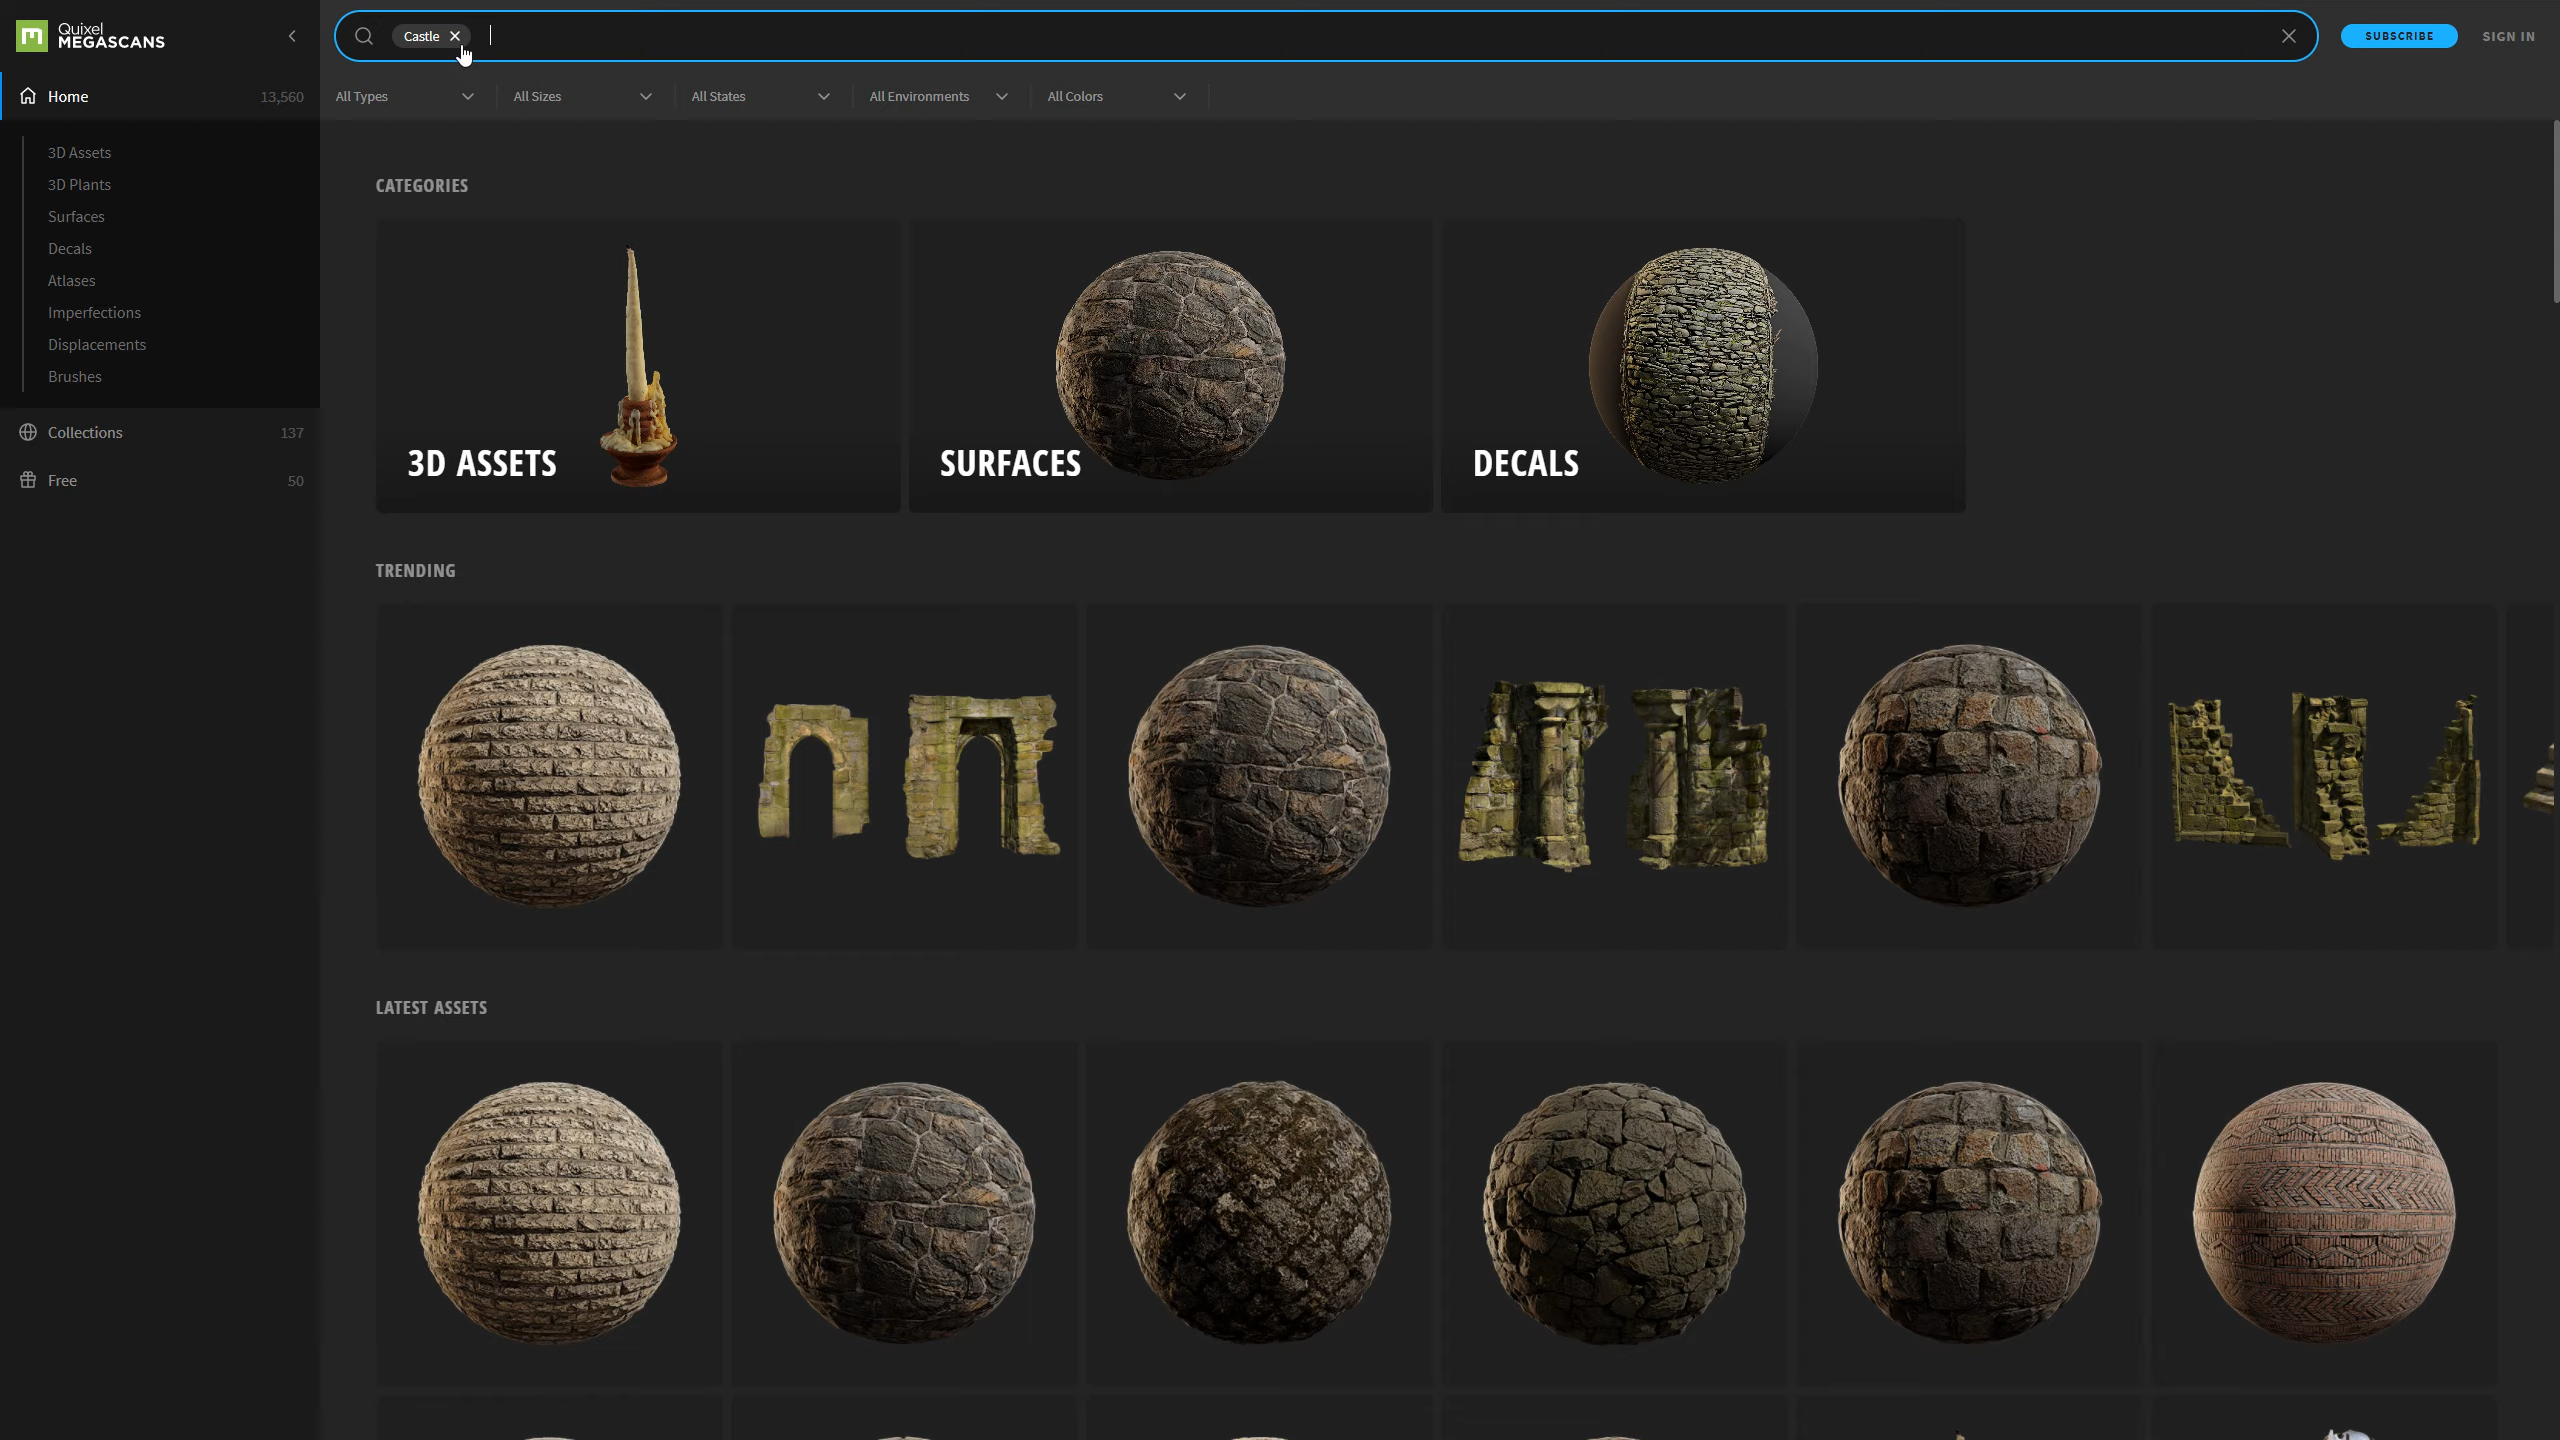 Quixel
MEGASCANS
Castle
SUBSCRIBE
SIGN IN
Home 13,560
All Types
All Sizes
All States
All Environments
All Colors
3D Assets
3D Plants
Surfaces
Decals
Atlases
Imperfections
Displacements
Brushes
Collections 137
Free 50
CATEGORIES
3D ASSETS
SURFACES
DECALS
TRENDING
LATEST ASSETS